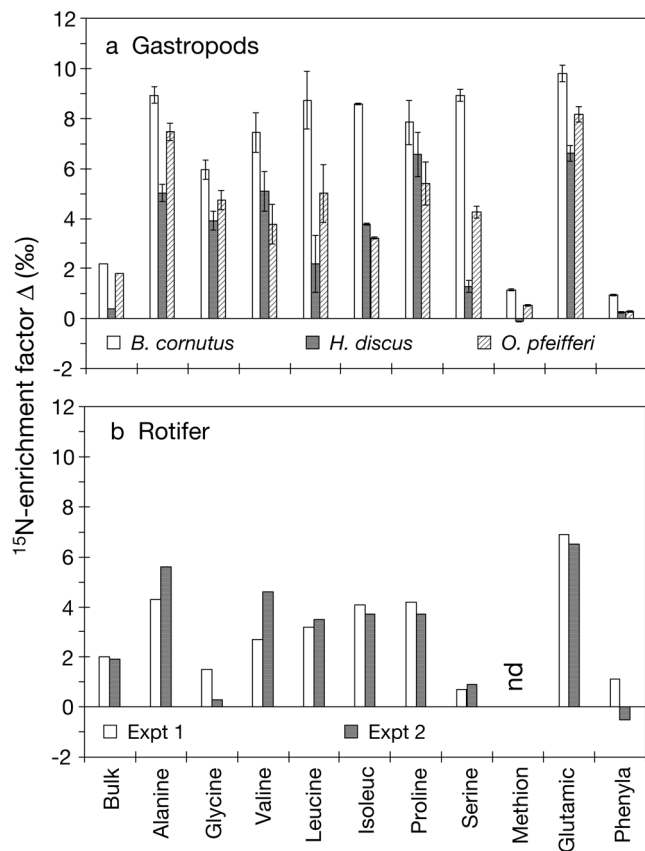 12
a Gastropods
10
8
6
4
2
0
B. cornutus H. discus O. pfeifferi
-2
15N-enrichment factor Δ (‰)
12
b Rotifer
10
8
6
4
2
nd
0
Expt 1 Expt 2
-2
Bulk
Alanine
Glycine
Valine
Leucine
Isoleuc
Proline
Serine
Methion
Glutamic
Phenyla